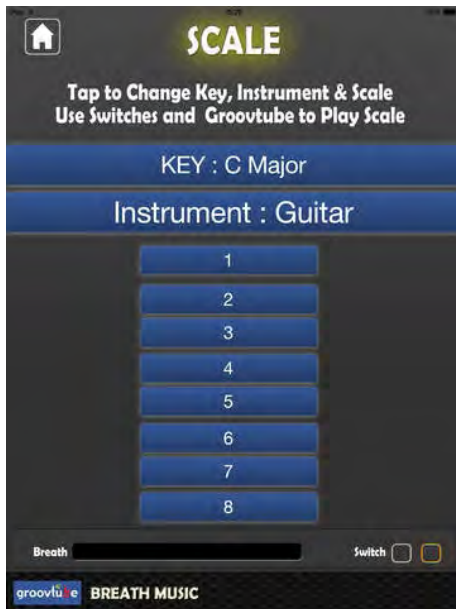 SCALE
Tap to Change Key, Instrument & Scale
Use Switches and Groovtube to Play Scale
KEY : C Major
Instrument : Guitar
1
2
3
4
5
6
7
8
Breath
Switch
groovtube BREATH MUSIC